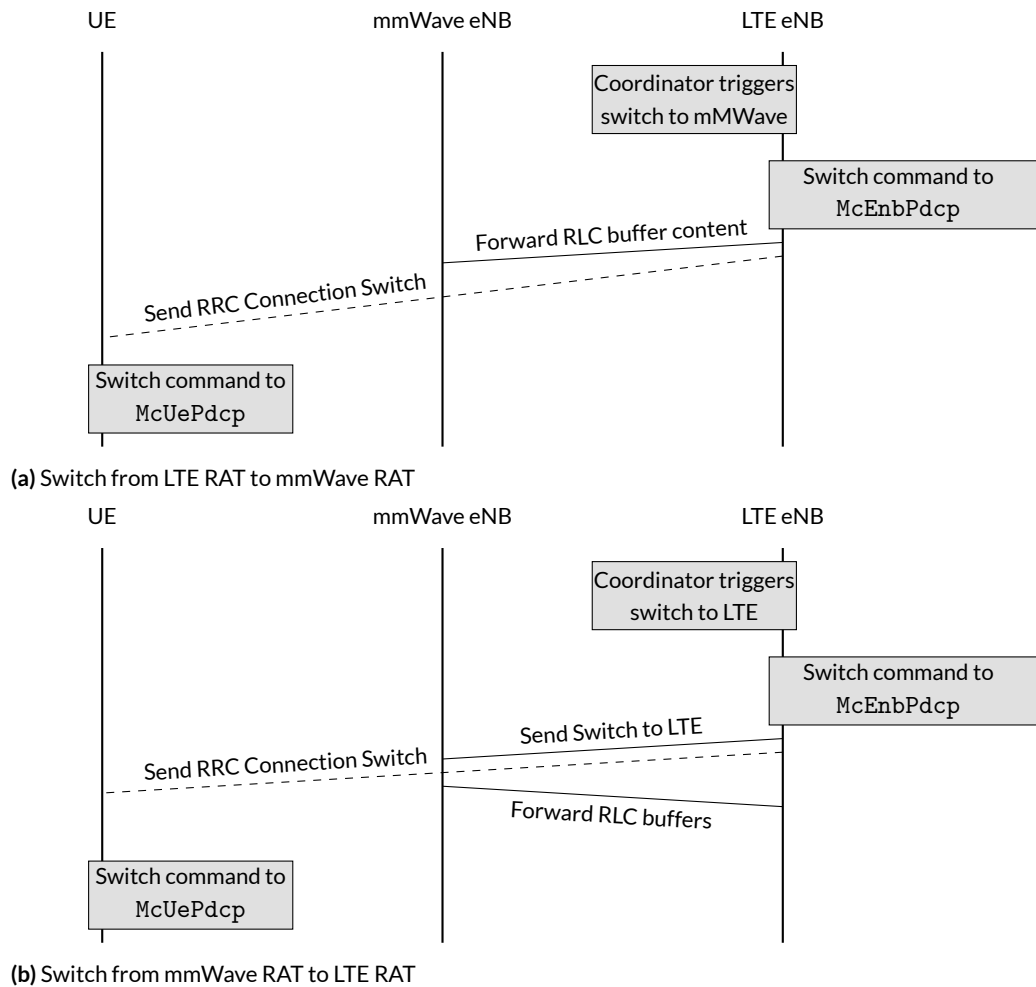 UE
mmWave eNB
LTE eNB
Coordinator triggers
switch to mMWave
Switch command to
McEnbPdcp
Forward RLC buffer content
Send RRC Connection Switch
Switch command to
McUePdcp
(a) Switch from LTE RAT to mmWave RAT
UE
mmWave eNB
LTE eNB
Coordinator triggers
switch to LTE
Switch command to
McEnbPdcp
Send Switch to LTE
Send RRC Connection Switch
Forward RLC buffers
Switch command to
McUePdcp
(b) Switch from mmWave RAT to LTE RAT